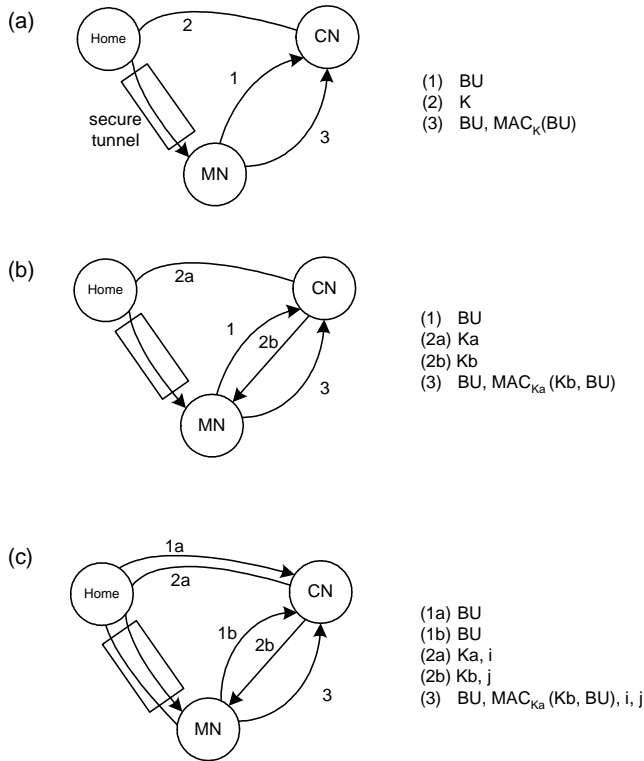 (a)
Home
2
CN
1
3
secure
tunnel
MN
(1) BU
(2) K
(3) BU, MAC_K(BU)
(b)
Home
2a
CN
1
2b
3
MN
(1) BU
(2a) Ka
(2b) Kb
(3) BU, MAC_Ka (Kb, BU)
(c)
1a
Home
2a
CN
1b
2b
3
MN
(1a) BU
(1b) BU
(2a) Ka, i
(2b) Kb, j
(3) BU, MAC_Ka (Kb, BU), i, j